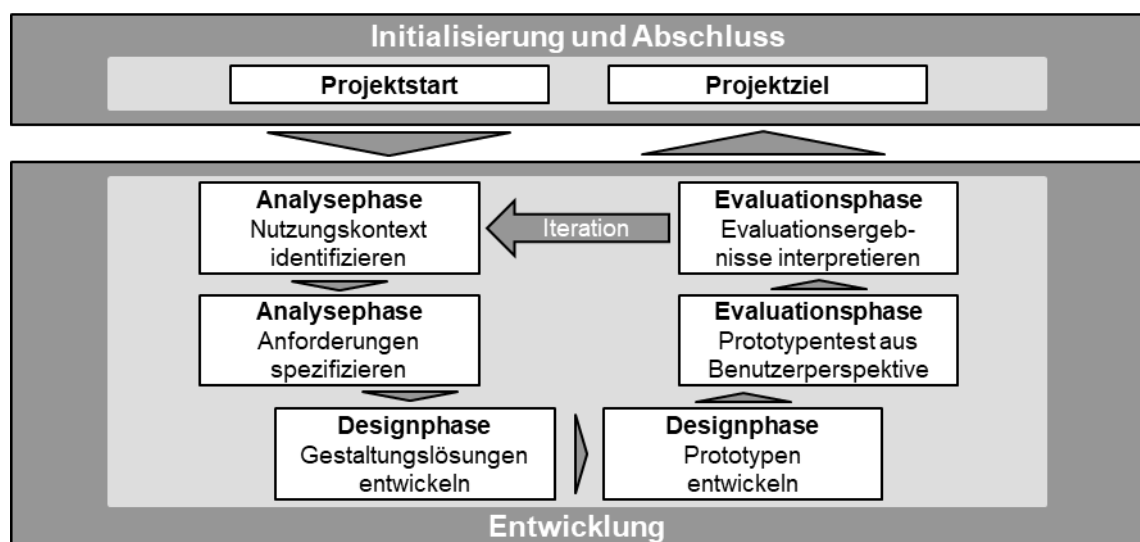 Initialisierung und Abschluss
Projektstart
Projektziel
Analysephase
Nutzungskontext
identifizieren
Iteration
Evaluationsphase
Evaluationsergeb-
nisse interpretieren
Analysephase
Anforderungen
spezifizieren
Evaluationsphase
Prototypentest aus
Benutzerperspektive
Designphase
Gestaltungslösungen
entwickeln
Designphase
Prototypen
entwickeln
Entwicklung